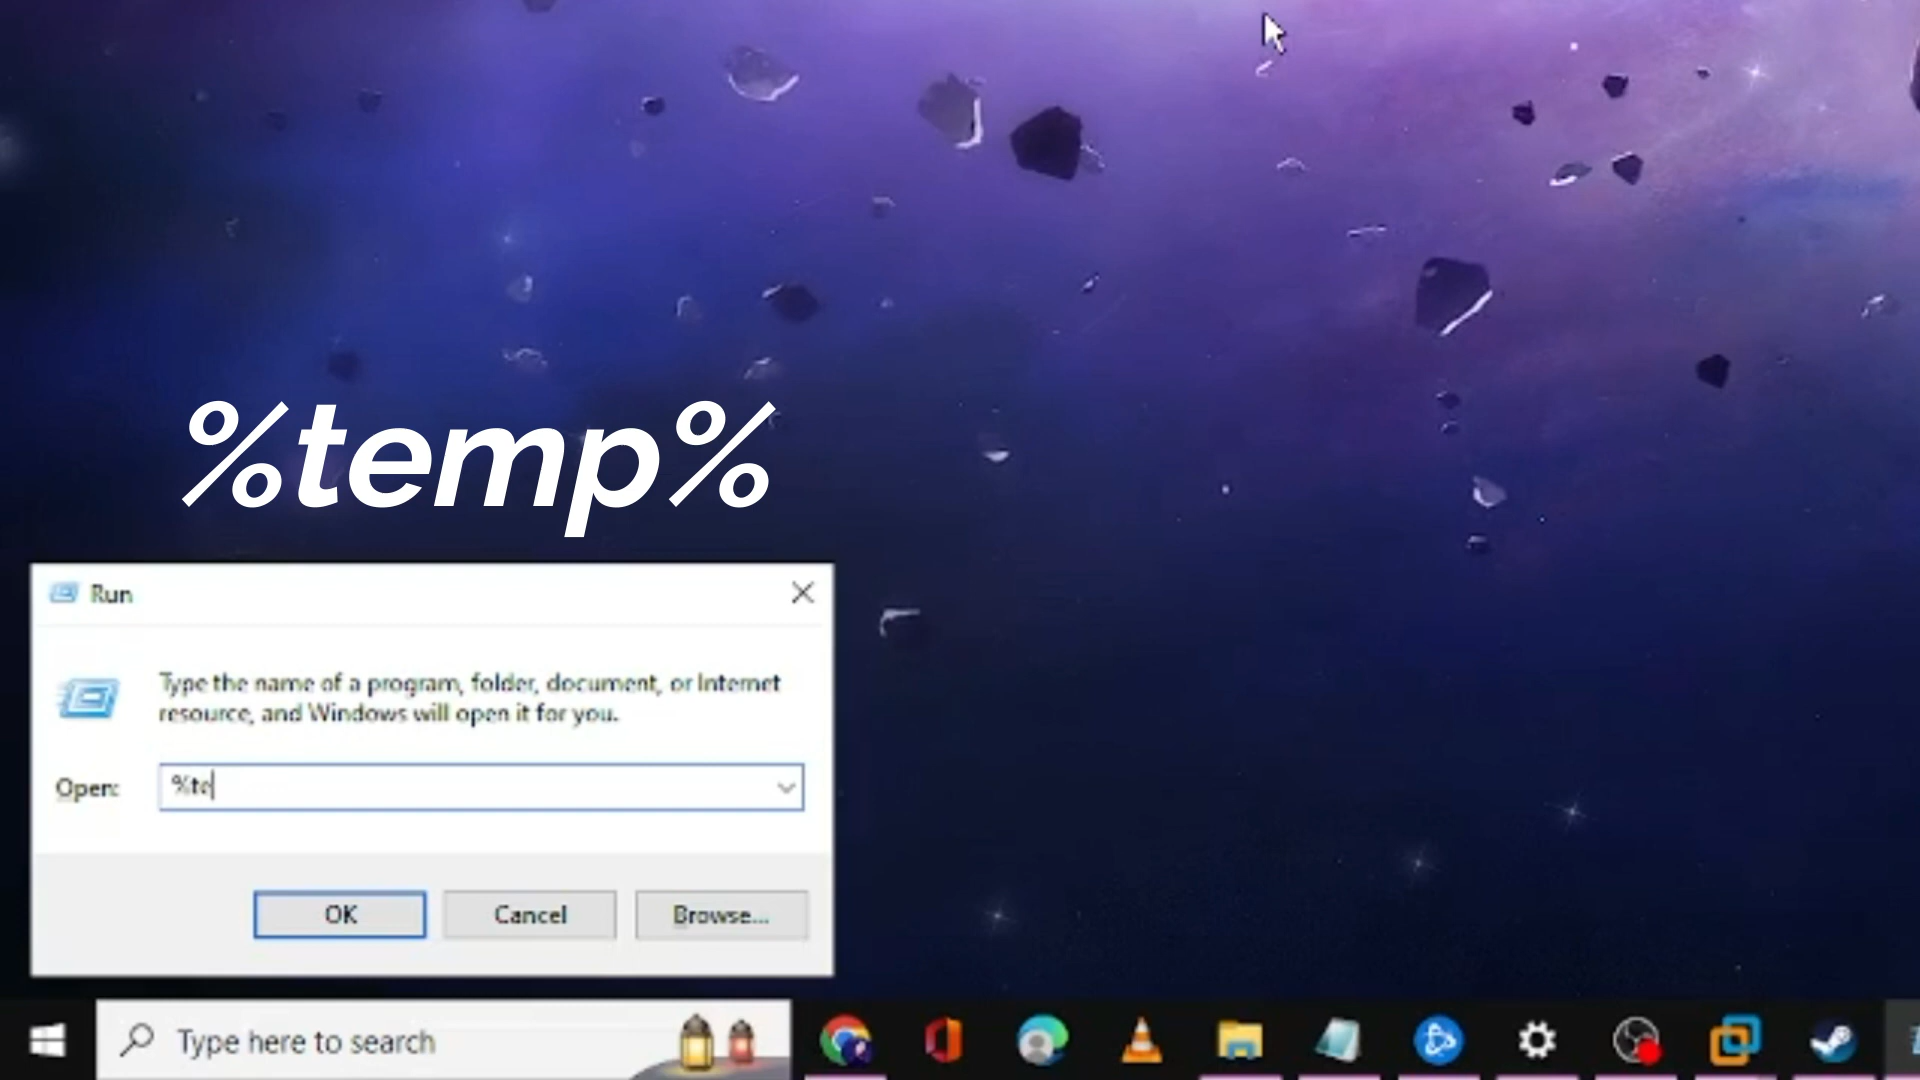 %temp%
Run
Type the name of a program, folder, document, or Internet
resource, and Windows will open it for you.
Open:
%te
OK
Cancel
Browse...
Type here to search